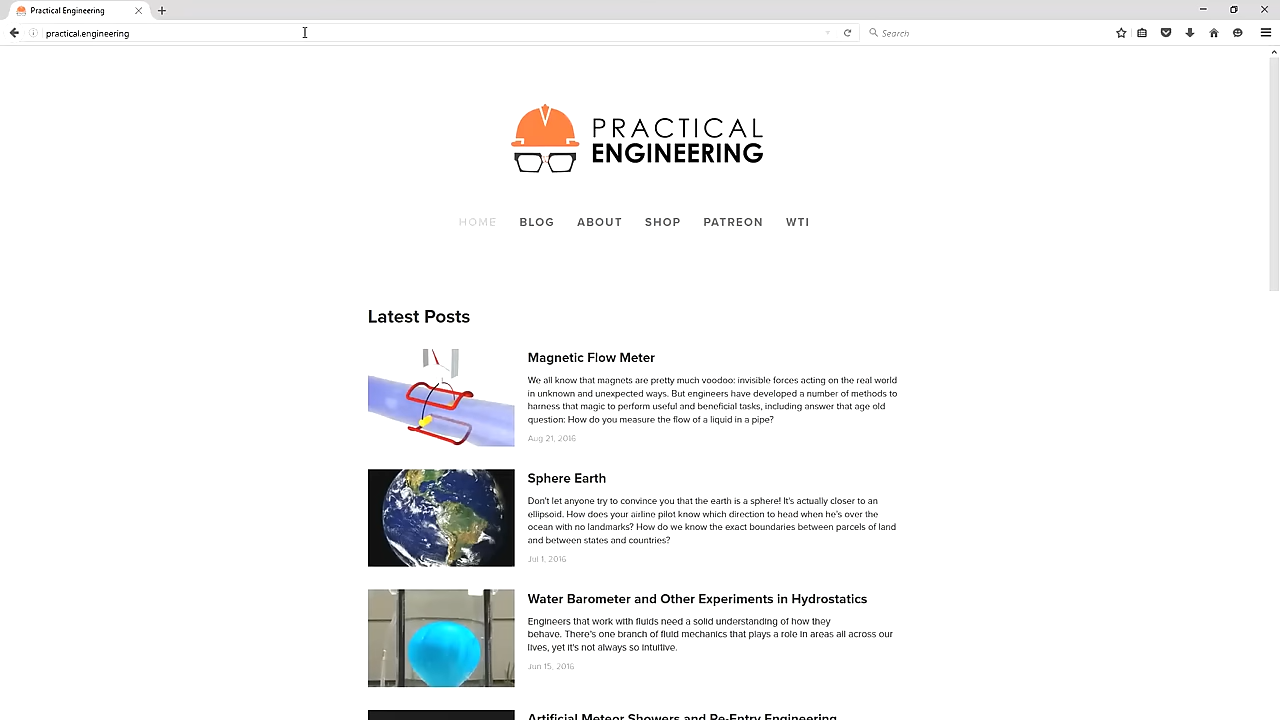 Practical Engineering
practical.engineering
Search
PRACTICAL
ENGINEERING
HOME BLOG ABOUT SHOP PATREON WTI
Latest Posts
Magnetic Flow Meter
We all know that magnets are pretty much voodoo: invisible forces acting on the real world
in unknown and unexpected ways. But engineers have developed a number of methods to
harness that magic to perform useful and beneficial tasks, including answer that age old
question: How do you measure the flow of a liquid in a pipe?
Aug 21, 2016
Sphere Earth
Don't let anyone try to convince you that the earth is a sphere! It's actually closer to an
ellipsoid. How does your airline pilot know which direction to head when he's over the
ocean with no landmarks? How do we know the exact boundaries between parcels of land
and between states and countries?
Jul 1, 2016
Water Barometer and Other Experiments in Hydrostatics
Engineers that work with fluids need a solid understanding of how they
behave. There's one branch of fluid mechanics that plays a role in areas all across our
lives, yet it's not always so intuitive.
Jun 15, 2016
Artificial Meteor Showers and Re-Entry Engineering